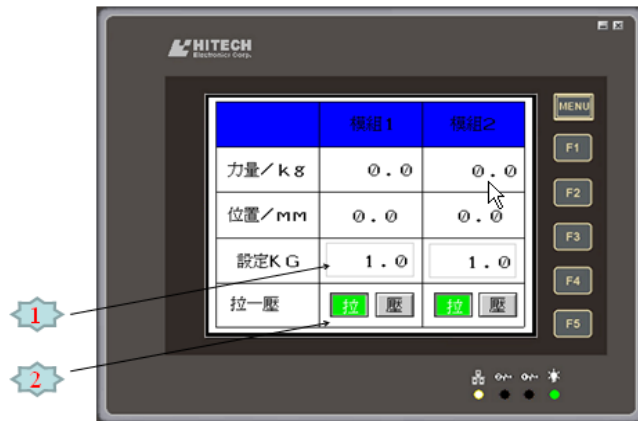 HITECH
Electronics Corp.
MENU
模組1 模組2
F1
力量/kg 0.0 0.0
F2
位置/MM 0.0 0.0
F3
設定KG 1.0 1.0
F4
1
拉一壓 拉 壓 拉 壓
F5
2